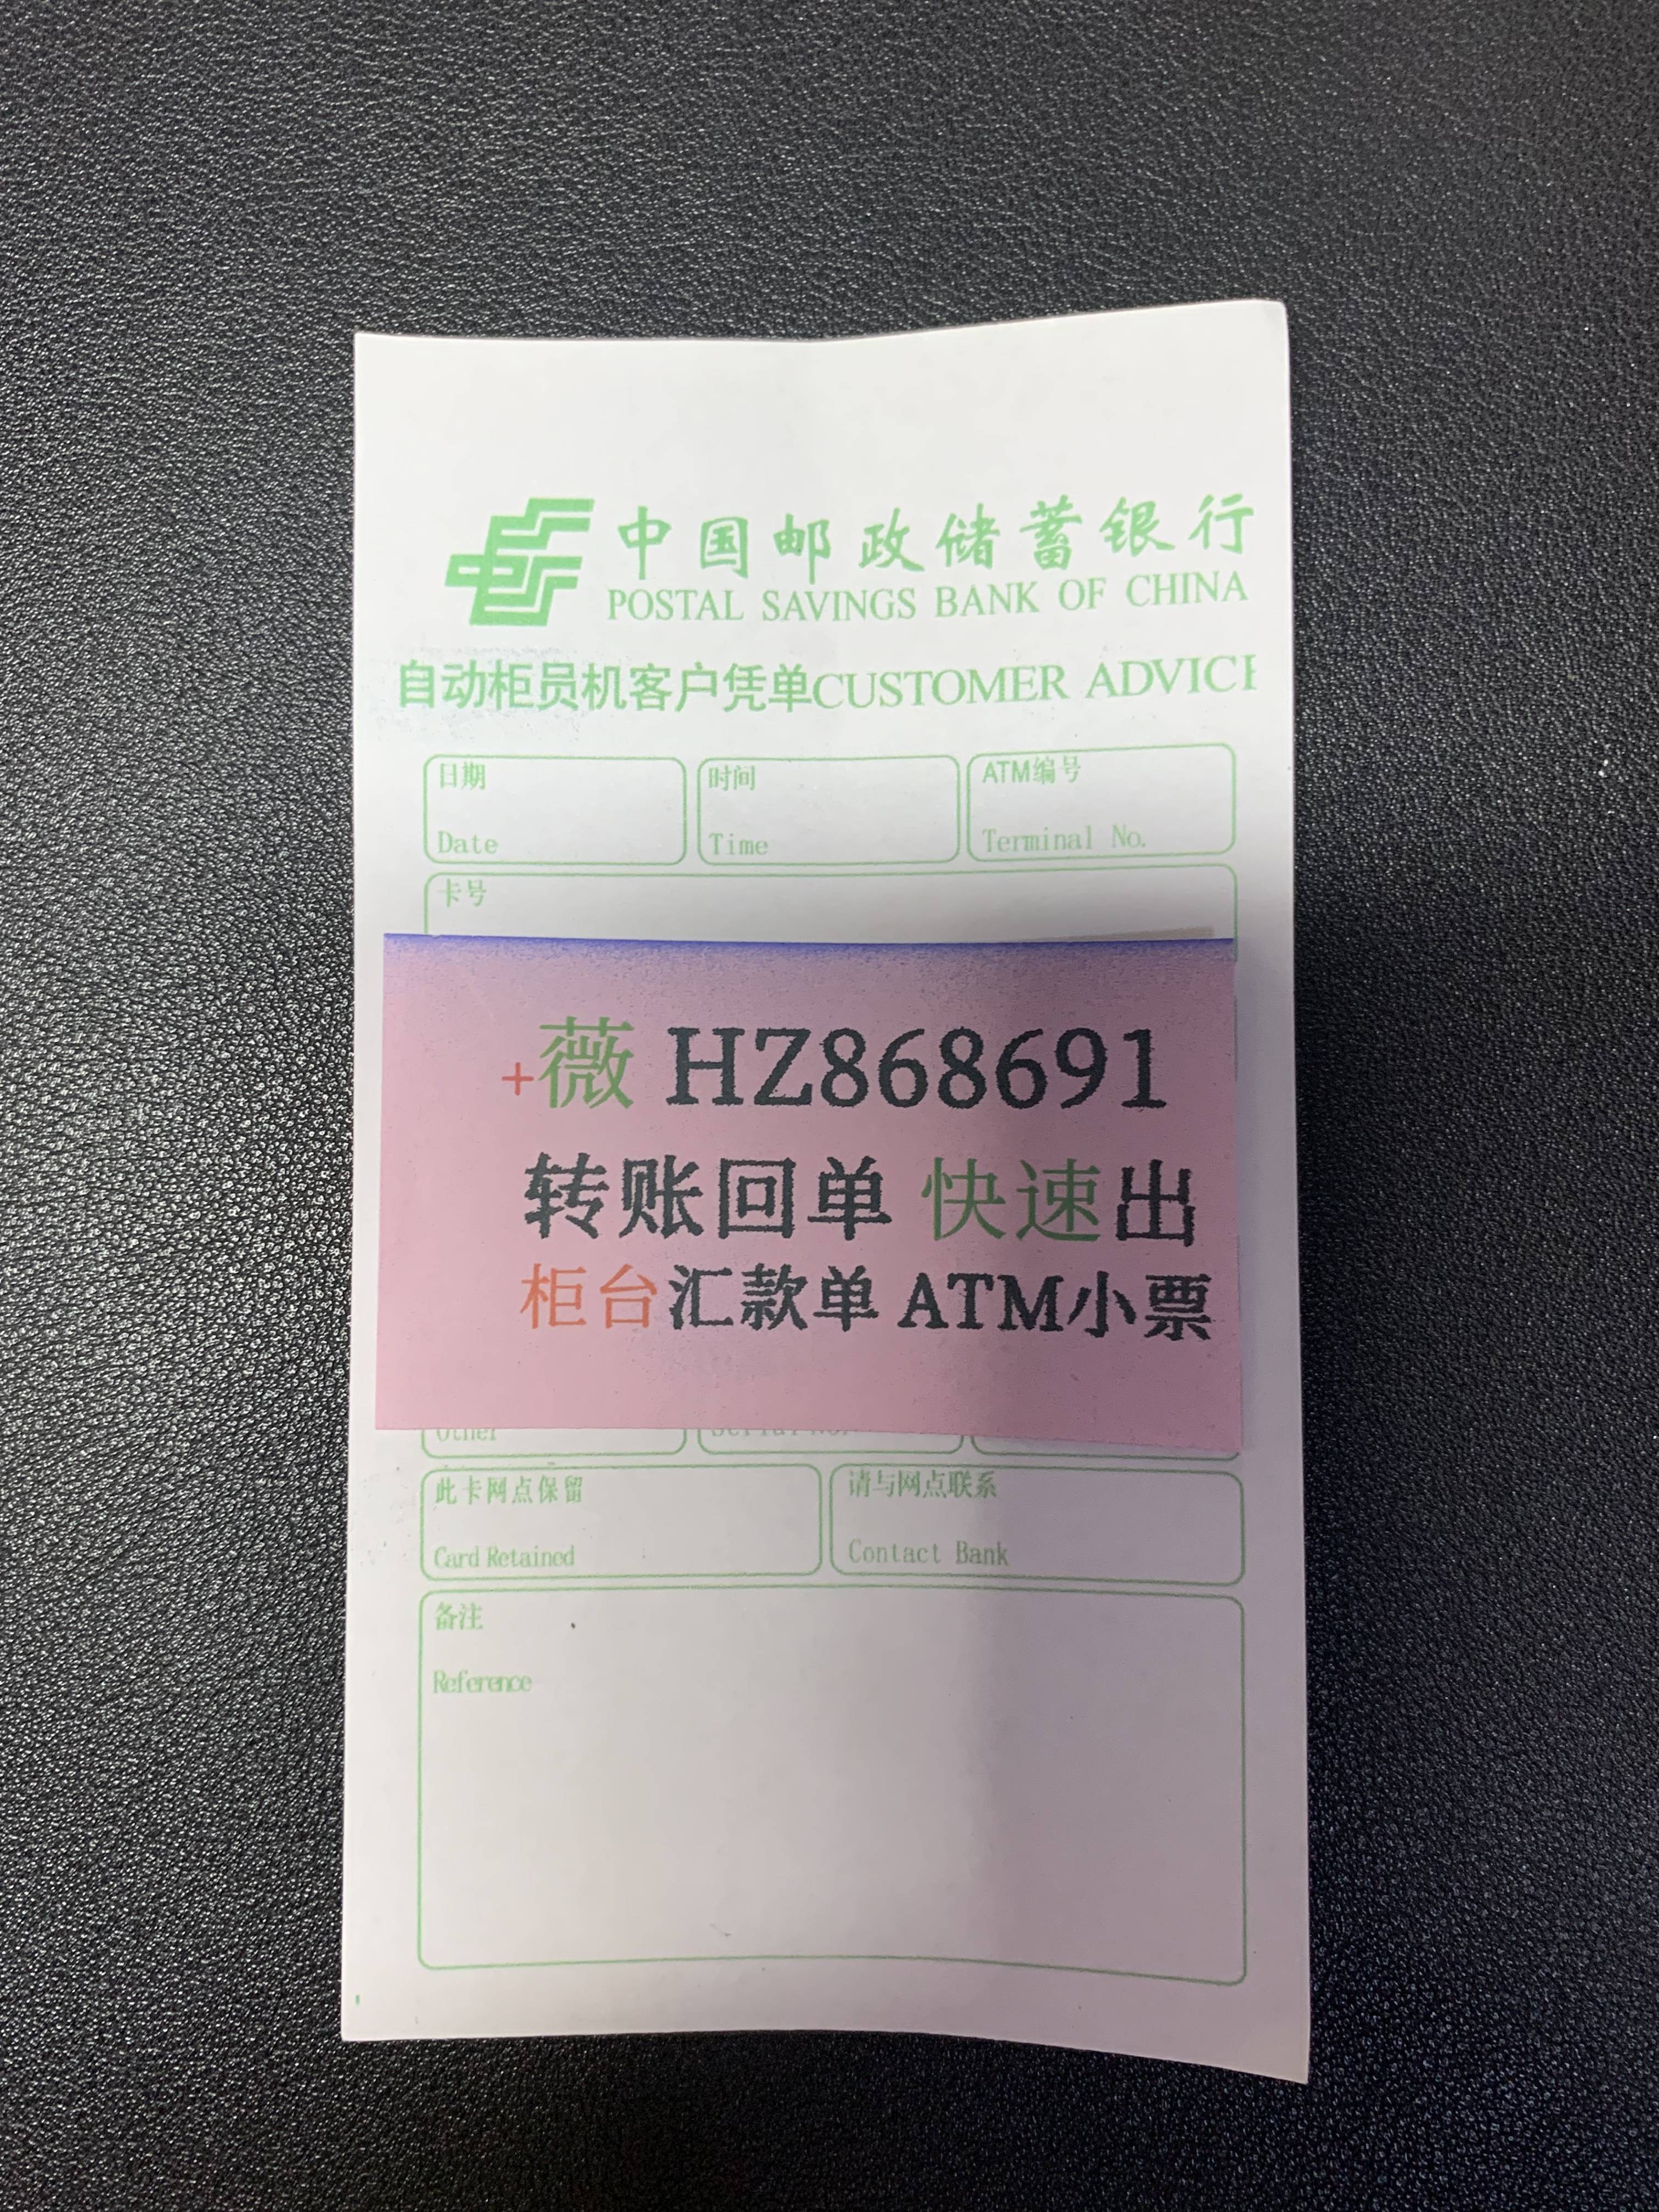 中国邮政储蓄银行
POSTAL SAVINGS BANK OF CHINA
自动柜员机客户凭单CUSTOMER ADVICE
日期 时间 ATM编号
Date Time Terminal No.
卡号
+薇 HZ868691
转账回单 快速出
柜台汇款单 ATM小票
Other Serial No.
此卡网点保留 请与网点联系
Card Retained Contact Bank
备注
Reference